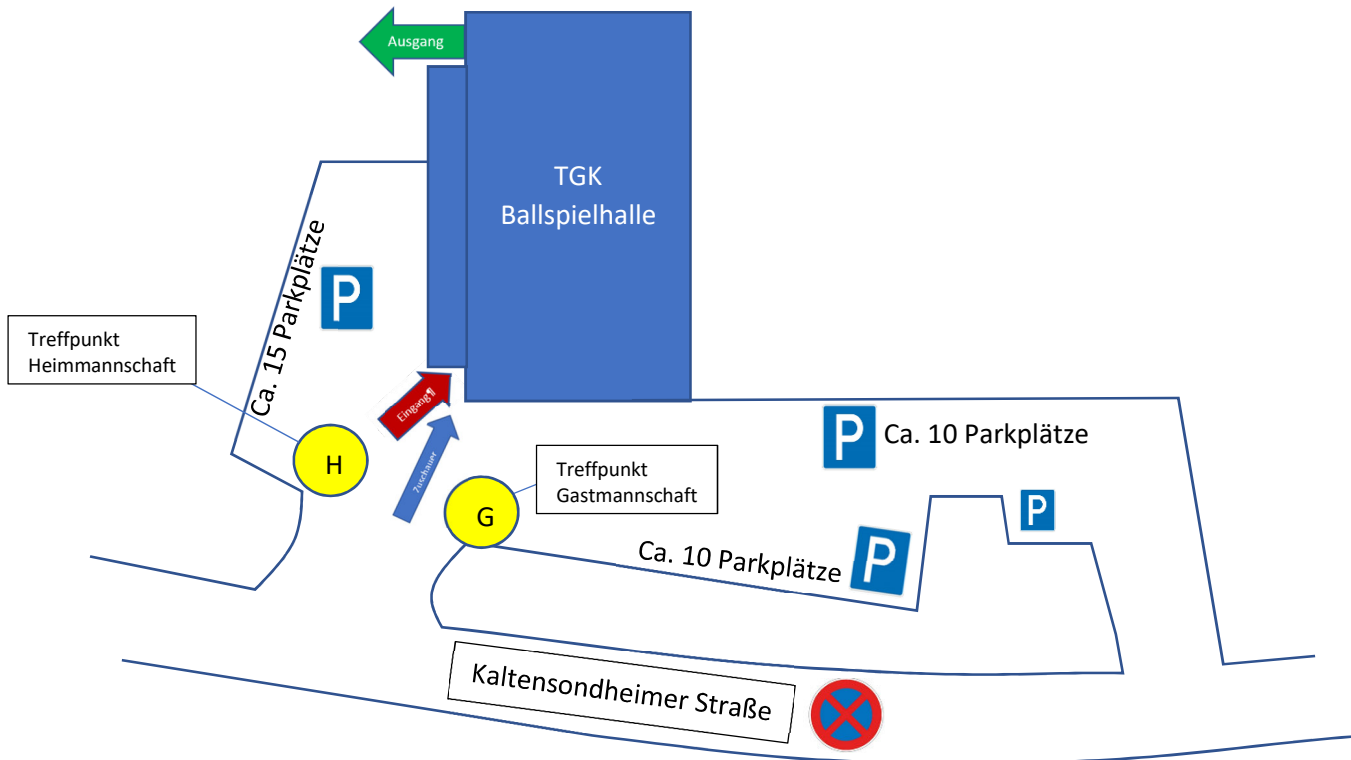 Ausgang
TGK
Ballspielhalle
Ca. 15 Parkplätze
P
Treffpunkt
Heimmannschaft
Eingang¶
Zuschauer
H
G
Treffpunkt
Gastmannschaft
P
Ca. 10 Parkplätze
P
Ca. 10 Parkplätze
P
Kaltensondheimer Straße